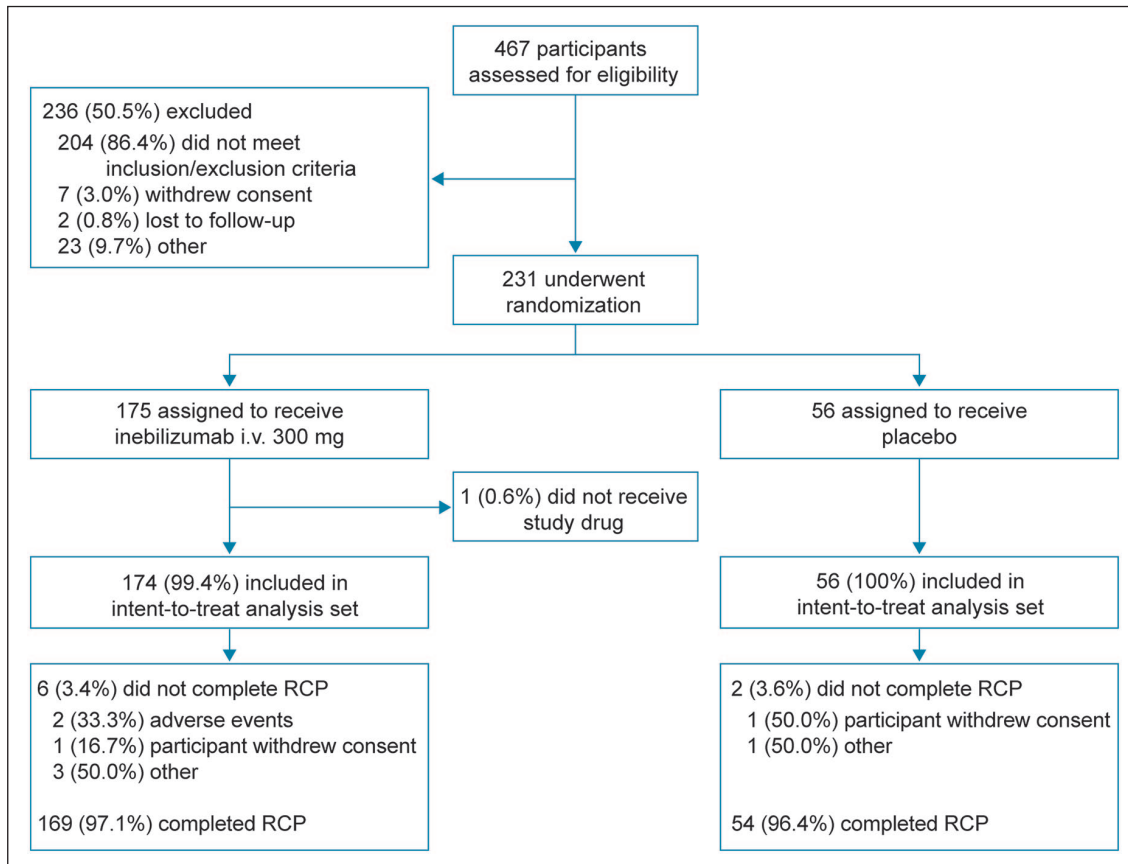 467 participants
assessed for eligibility
236 (50.5%) excluded
204 (86.4%) did not meet
inclusion/exclusion criteria
7 (3.0%) withdrew consent
2 (0.8%) lost to follow-up
23 (9.7%) other
231 underwent
randomization
175 assigned to receive
inebilizumab i.v. 300 mg
56 assigned to receive
placebo
1 (0.6%) did not receive
study drug
174 (99.4%) included in
intent-to-treat analysis set
56 (100%) included in
intent-to-treat analysis set
6 (3.4%) did not complete RCP
2 (33.3%) adverse events
1 (16.7%) participant withdrew consent
3 (50.0%) other
169 (97.1%) completed RCP
2 (3.6%) did not complete RCP
1 (50.0%) participant withdrew consent
1 (50.0%) other
54 (96.4%) completed RCP